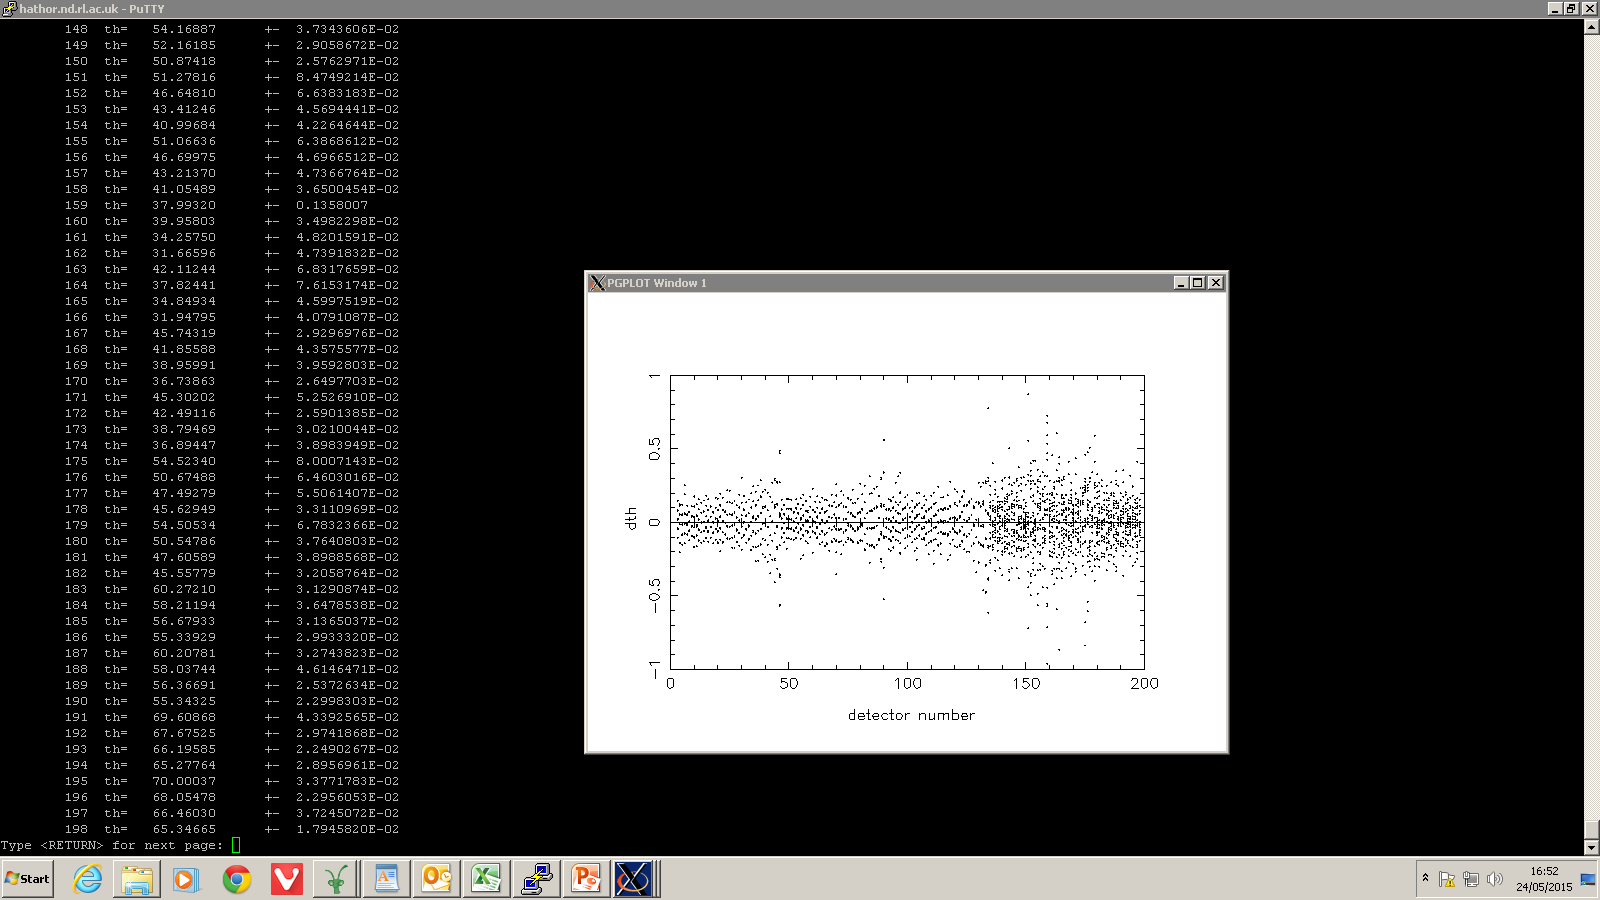 hathor.nd.rl.ac.uk - PuTTY
148 th= 54.16887 +- 3.7343606E-02
149 th= 52.16185 +- 2.9058672E-02
150 th= 50.87418 +- 2.5762971E-02
151 th= 51.27816 +- 8.4749214E-02
152 th= 46.64810 +- 6.6383183E-02
153 th= 43.41246 +- 4.5694441E-02
154 th= 40.99684 +- 4.2264644E-02
155 th= 51.06636 +- 6.3868612E-02
156 th= 46.69975 +- 4.6966512E-02
157 th= 43.21370 +- 4.7366764E-02
158 th= 41.05489 +- 3.6500454E-02
159 th= 37.99320 +- 0.1358007
160 th= 39.95803 +- 3.4982298E-02
161 th= 34.25750 +- 4.8201591E-02
162 th= 31.66596 +- 4.7391832E-02
163 th= 42.11244 +- 6.8317659E-02
164 th= 37.82441 +- 7.6153174E-02
165 th= 34.84934 +- 4.5997519E-02
166 th= 31.94795 +- 4.0791087E-02
167 th= 45.74319 +- 2.9296976E-02
168 th= 41.85588 +- 4.3575577E-02
169 th= 38.95991 +- 3.9592803E-02
170 th= 36.73863 +- 2.6497703E-02
171 th= 45.30202 +- 5.2526910E-02
172 th= 42.49116 +- 2.5901385E-02
173 th= 38.79469 +- 3.0210044E-02
174 th= 36.89447 +- 3.8983949E-02
175 th= 54.52340 +- 8.0007143E-02
176 th= 50.67488 +- 6.4603016E-02
177 th= 47.49279 +- 5.5061407E-02
178 th= 45.62949 +- 3.3110969E-02
179 th= 54.50534 +- 6.7832366E-02
180 th= 50.54786 +- 3.7640803E-02
181 th= 47.60589 +- 3.8988568E-02
182 th= 45.55779 +- 3.2058764E-02
183 th= 60.27210 +- 3.1290874E-02
184 th= 58.21194 +- 3.6478538E-02
185 th= 56.67933 +- 3.1365037E-02
186 th= 55.33929 +- 2.9933320E-02
187 th= 60.20781 +- 3.2743823E-02
188 th= 58.03744 +- 4.6146471E-02
189 th= 56.36691 +- 2.5372634E-02
190 th= 55.34325 +- 2.2998303E-02
191 th= 69.60868 +- 4.3392565E-02
192 th= 67.67525 +- 2.9741868E-02
193 th= 66.19585 +- 2.2490267E-02
194 th= 65.27764 +- 2.8956961E-02
195 th= 70.00037 +- 3.3771783E-02
196 th= 68.05478 +- 2.2956053E-02
197 th= 66.46030 +- 3.7245072E-02
198 th= 65.34665 +- 1.7945820E-02
Type <RETURN> for next page:
PGPLOT Window 1
1
0.5
0
-0.5
-1
dth
0 50 100 150 200
detector number
Start
16:52
24/05/2015